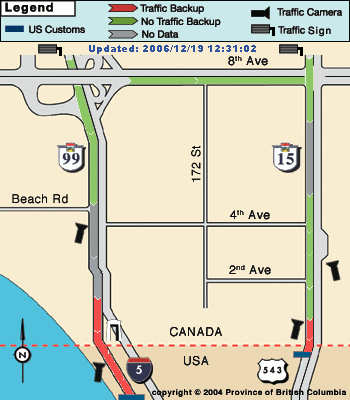 Legend
Traffic Backup
No Traffic Backup
No Data
US Customs
Traffic Camera
Traffic Sign
Updated: 2006/12/19 12:31:02
8th Ave
99
172 St
15
Beach Rd
4th Ave
2nd Ave
CANADA
USA
N
5
543
copyright © 2004 Province of British Columbia